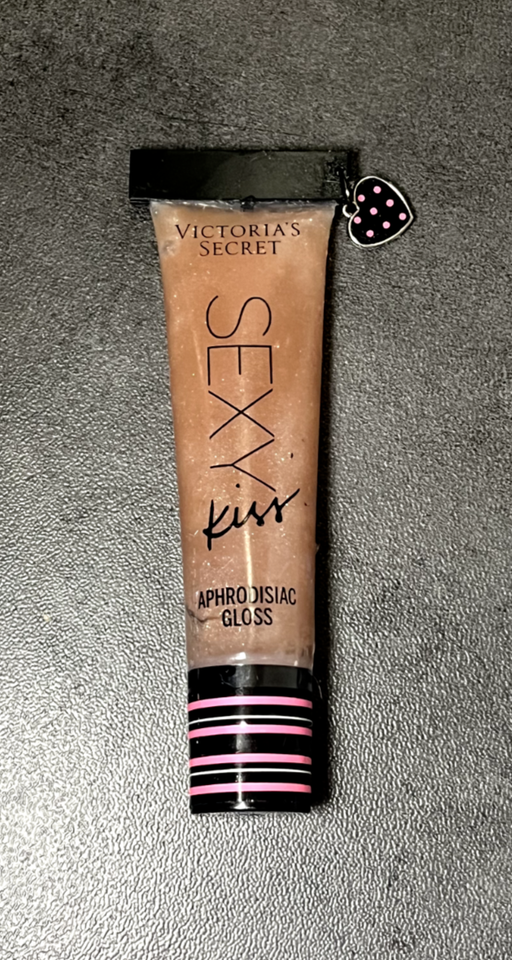 VICTORIA'S
SECRET
SEXY
kiss
APHRODISIAC
GLOSS